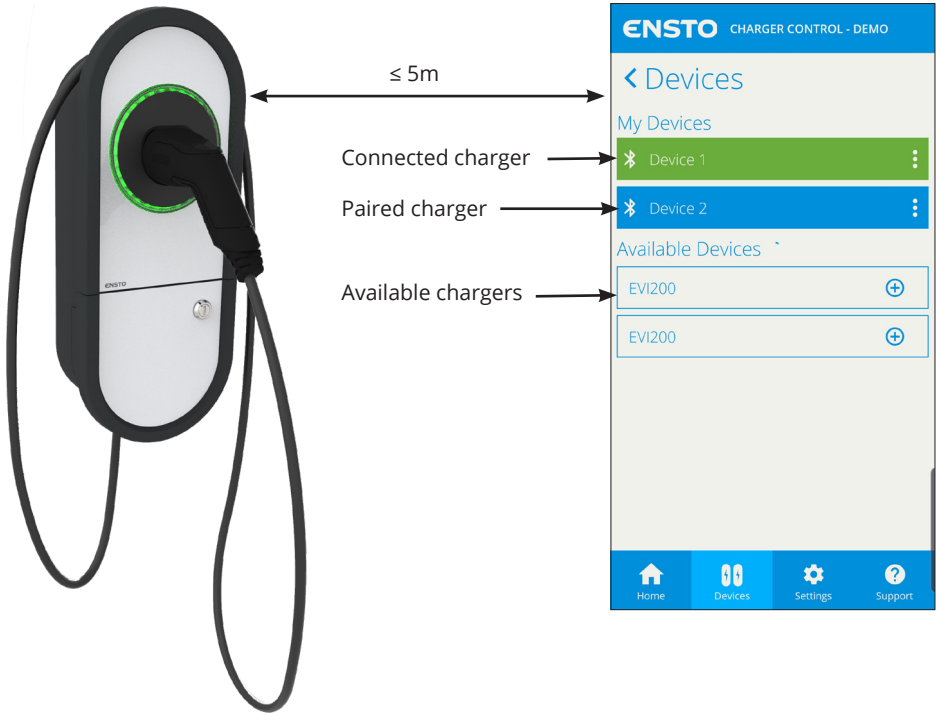 ENSTO CHARGER CONTROL - DEMO
≤ 5m
Devices
My Devices
Connected charger
Device 1
Paired charger
Device 2
Available Devices `
Available chargers
EVI200
EVI200
ENSTO
Home Devices Settings Support